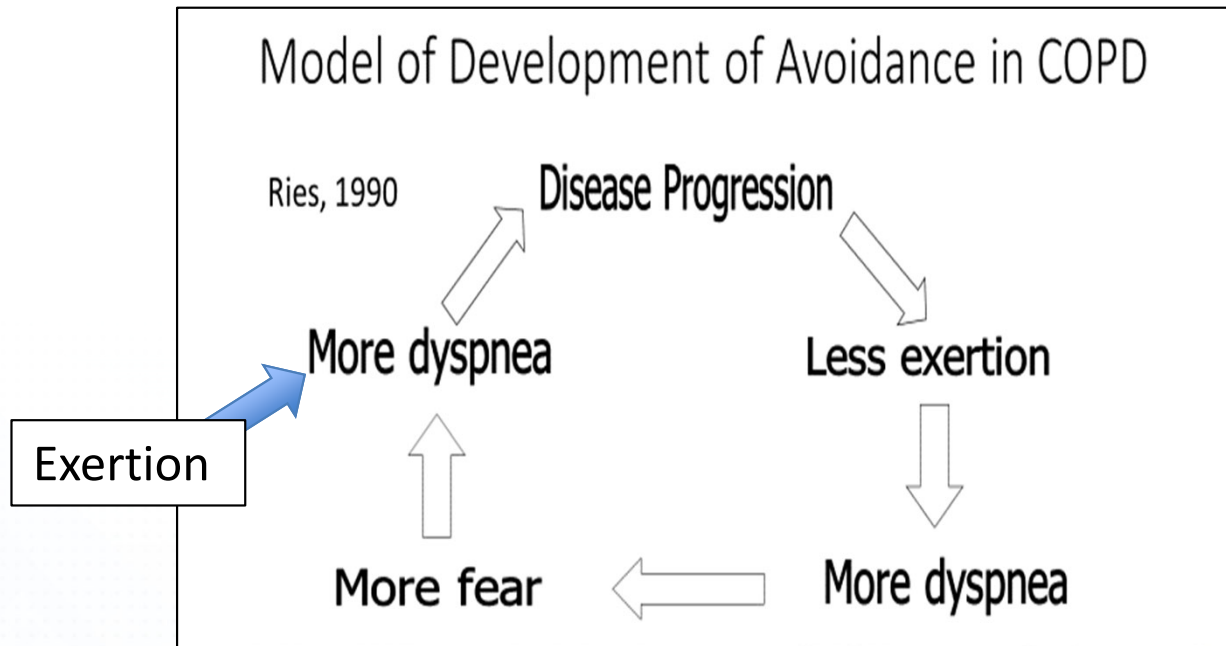 Model of Development of Avoidance in COPD
Ries, 1990
Disease Progression
More dyspnea
Less exertion
Exertion
More fear
More dyspnea